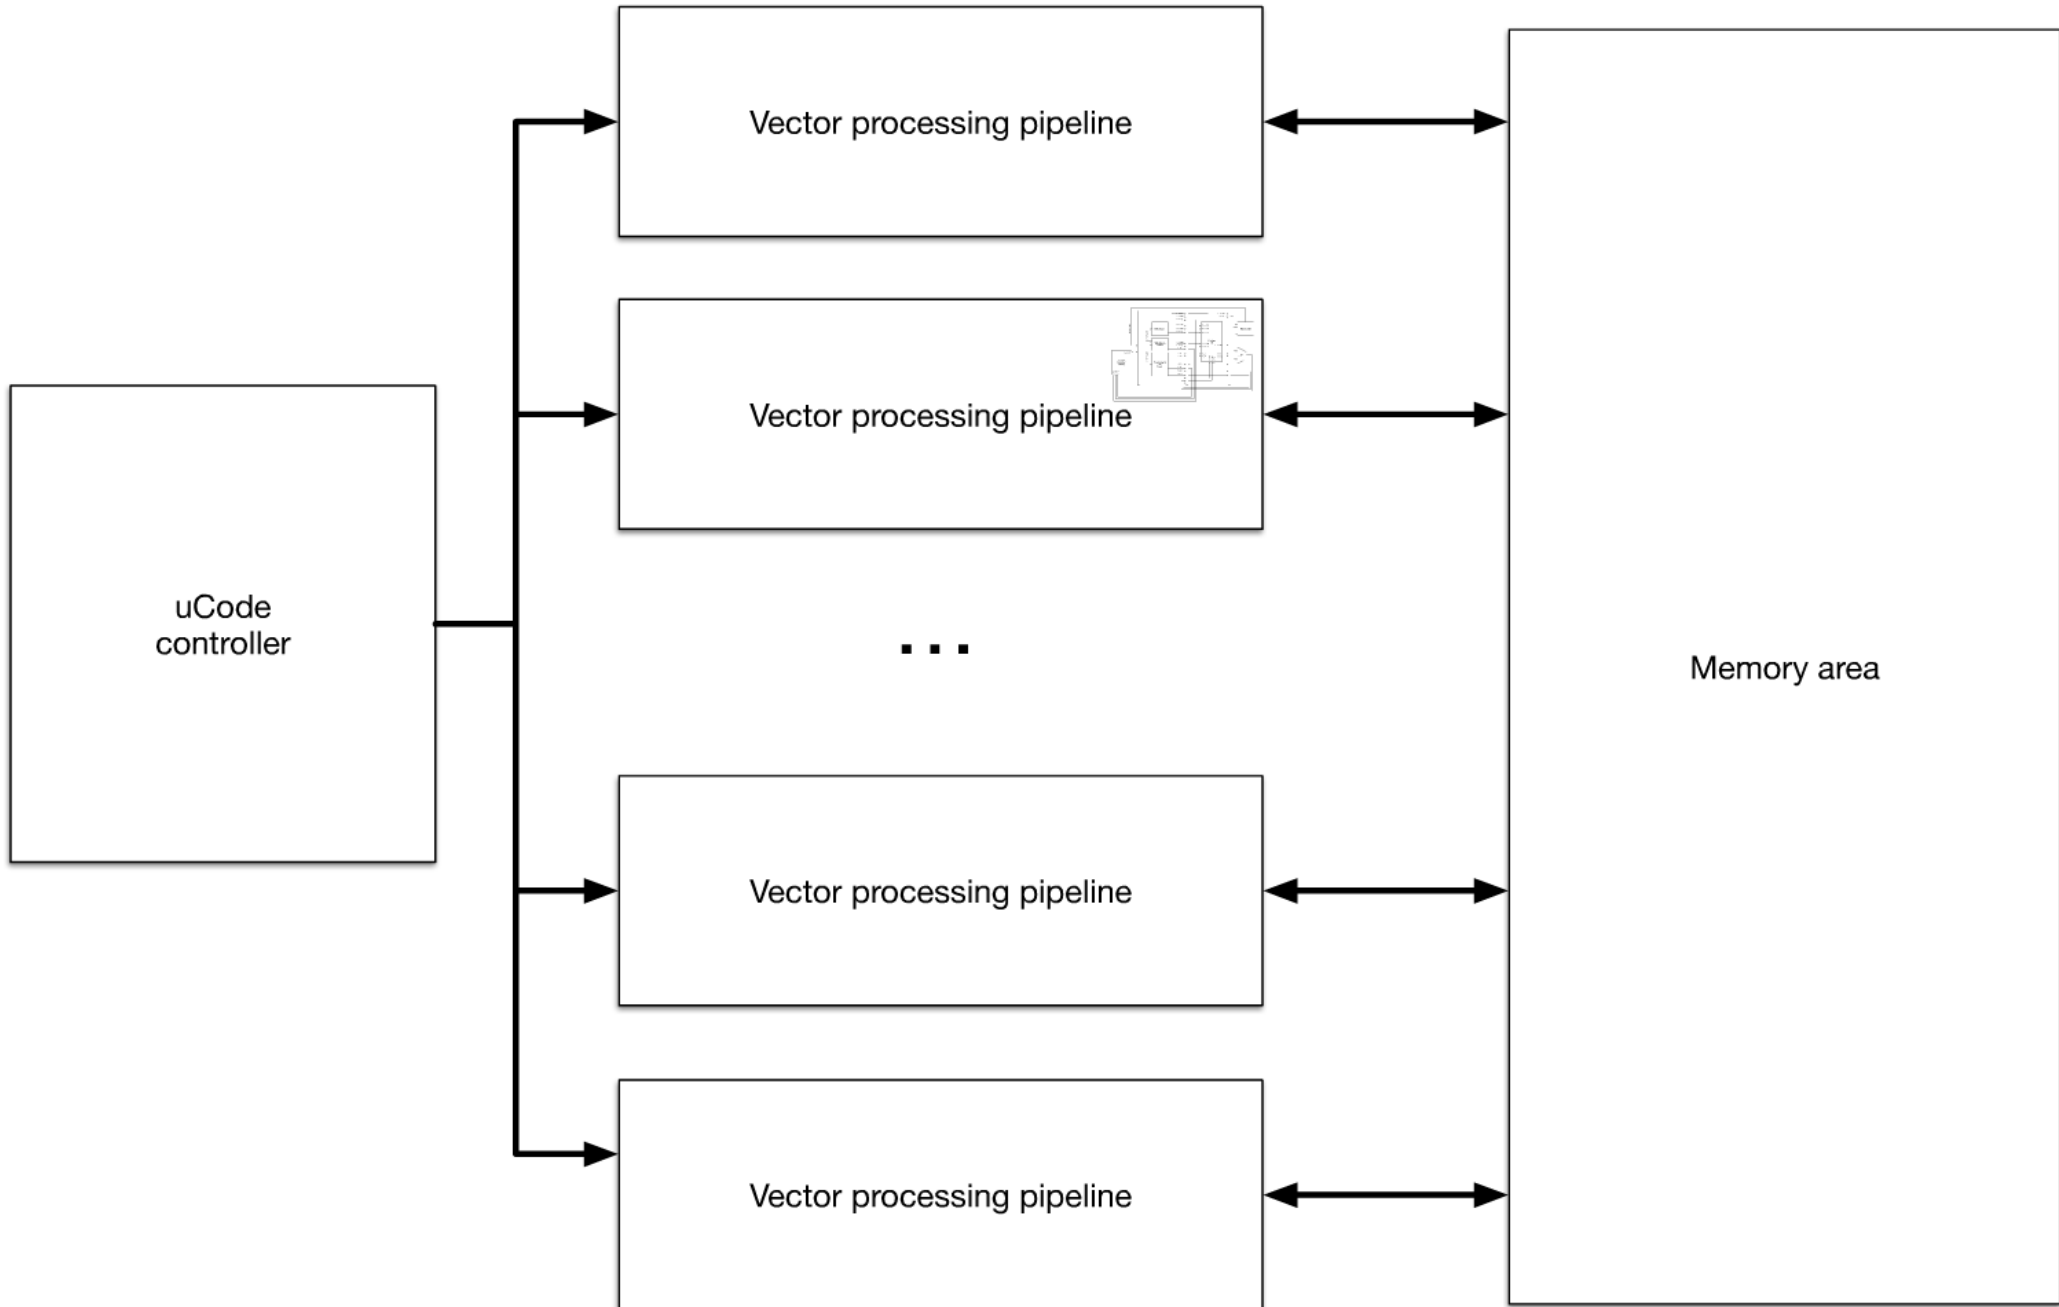 Vector processing pipeline
Vector processing pipeline
uCode
controller
...
Memory area
Vector processing pipeline
Vector processing pipeline